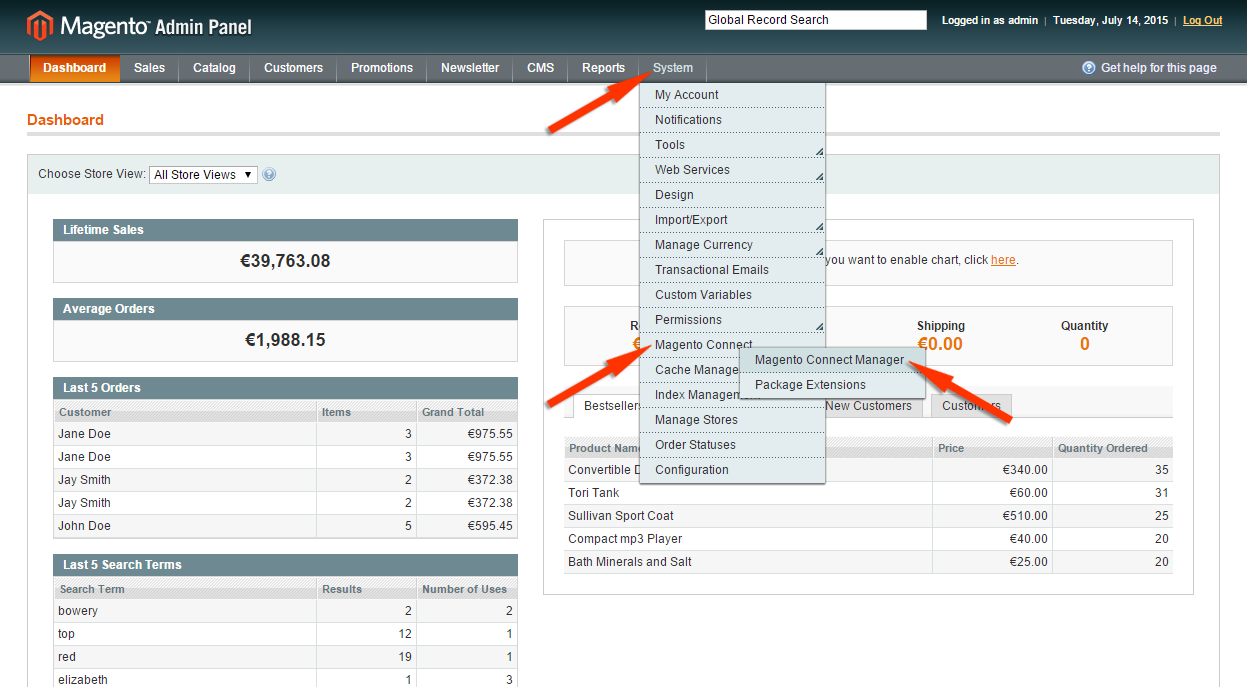 Magento™ Admin Panel
Global Record Search
Logged in as admin | Tuesday, July 14, 2015 | Log Out
Dashboard Sales Catalog Customers Promotions Newsletter CMS Reports System
Get help for this page
My Account
Notifications
Tools
Web Services
Design
Import/Export
Manage Currency
Transactional Emails
Custom Variables
Permissions
Magento Connect
Cache Manage
Index Managem
Manage Stores
Order Statuses
Configuration
Magento Connect Manager
Package Extensions
Dashboard
Choose Store View: All Store Views
Lifetime Sales
€39,763.08
Average Orders
€1,988.15
Last 5 Orders
Customer Items Grand Total
Jane Doe 3 €975.55
Jane Doe 3 €975.55
Jay Smith 2 €372.38
Jay Smith 2 €372.38
John Doe 5 €595.45
Last 5 Search Terms
Search Term Results Number of Uses
bowery 2 2
top 12 1
red 19 1
elizabeth 1 3
you want to enable chart, click here.
Shipping Quantity
€0.00 0
Bestsellers New Customers Customers
Product Name Price Quantity Ordered
Convertible €340.00 35
Tori Tank €60.00 31
Sullivan Sport Coat €510.00 25
Compact mp3 Player €40.00 20
Bath Minerals and Salt €25.00 20